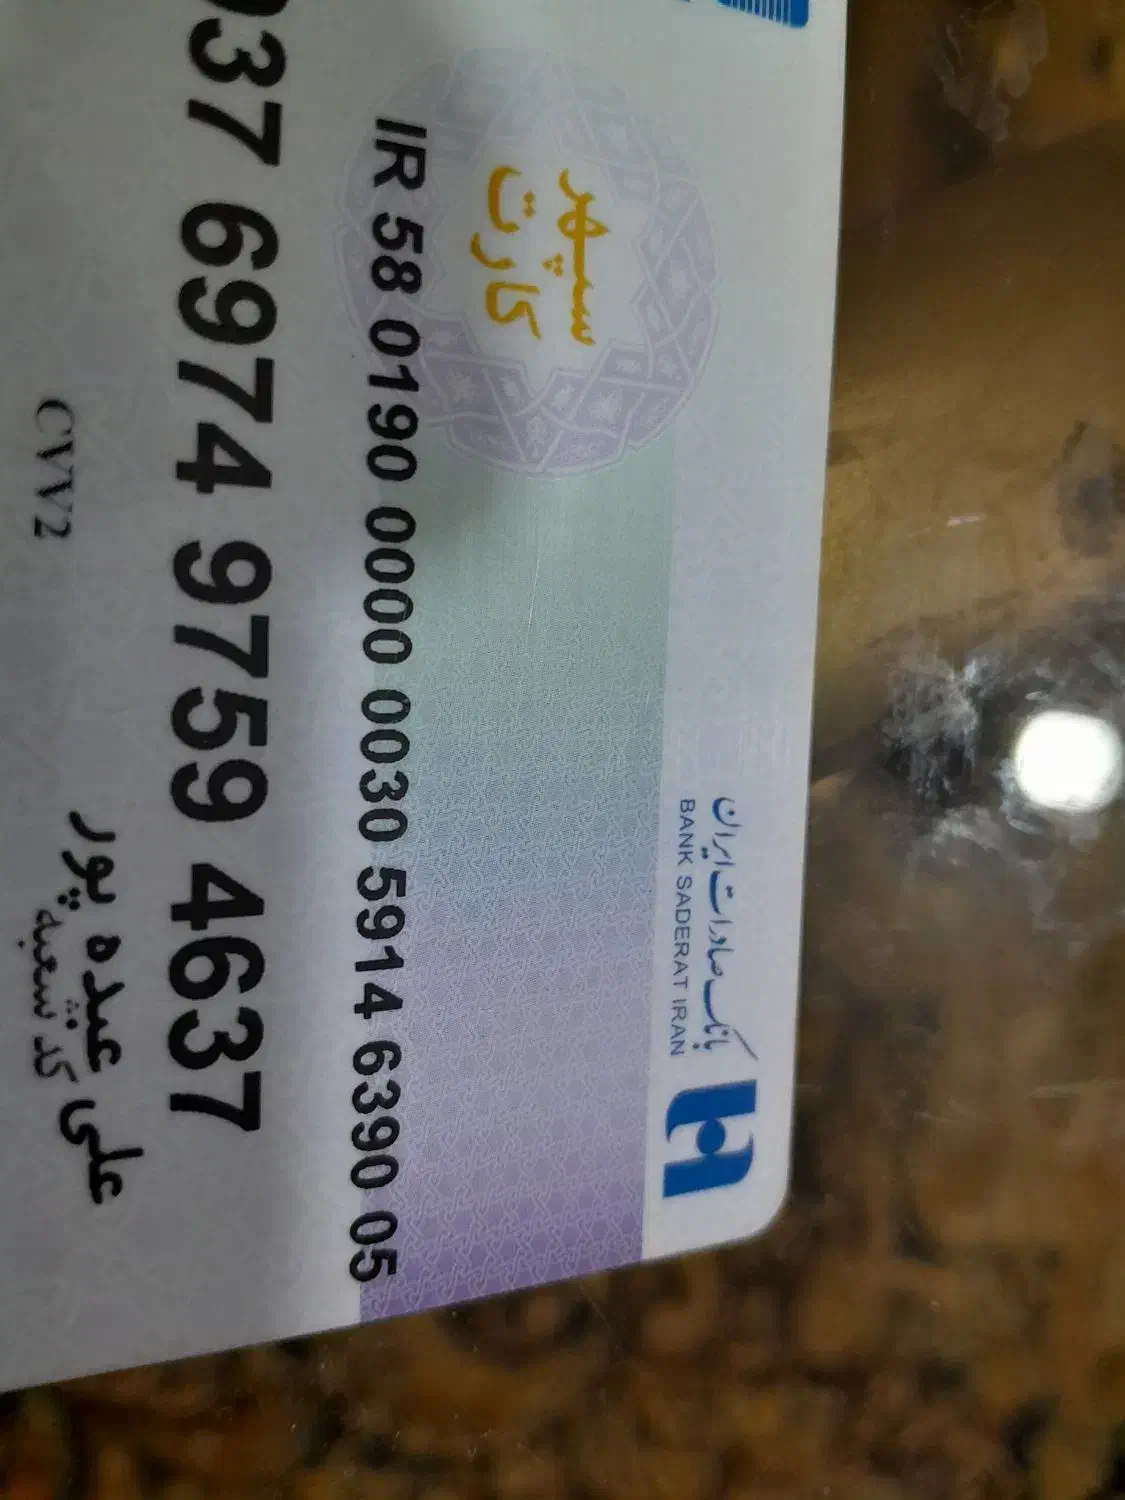 بانک صادرات ایران
BANK SADERAT IRAN
سپهر
کارت
IR 58 0190 0000 0030 5914 6390 05
037 6974 9759 4637
علی عبده پور
CVV2
کد شعبه